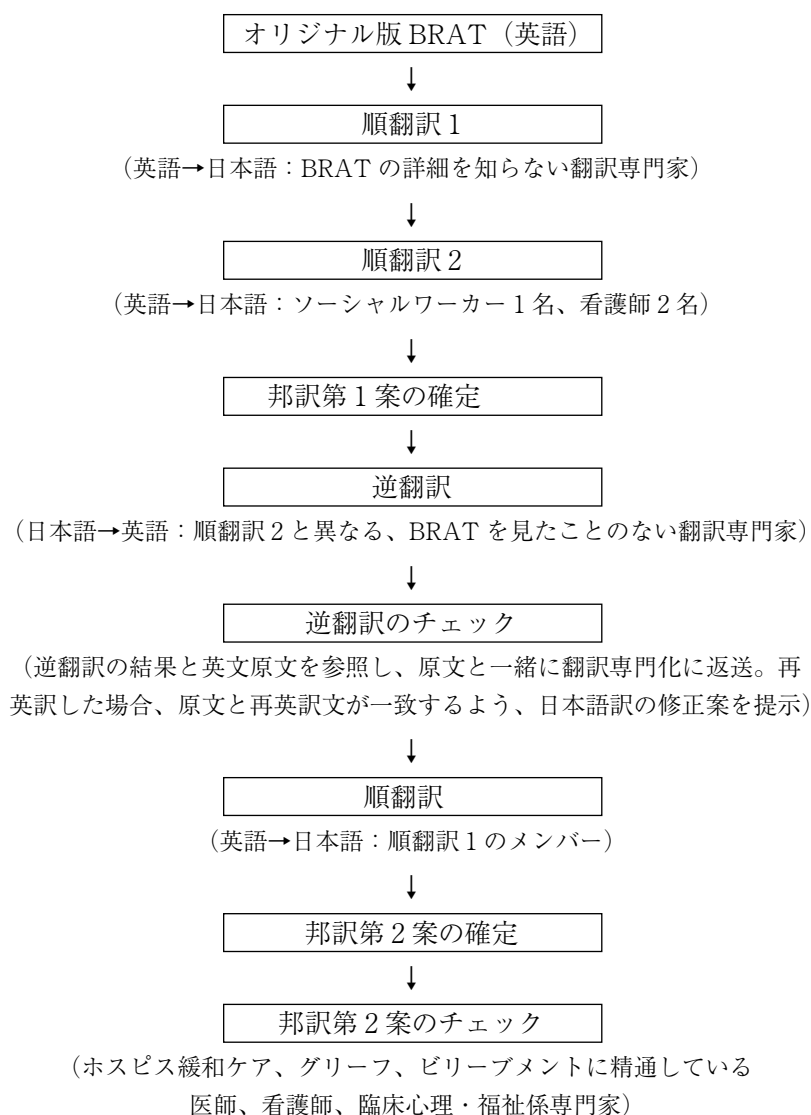 オリジナル版 BRAT（英語）
↓
順翻訳１
（英語→日本語：BRAT の詳細を知らない翻訳専門家）
↓
順翻訳２
（英語→日本語：ソーシャルワーカー１名、看護師２名）
↓
邦訳第１案の確定
↓
逆翻訳
（日本語→英語：順翻訳２と異なる、BRAT を見たことのない翻訳専門家）
↓
逆翻訳のチェック
（逆翻訳の結果と英文原文を参照し、原文と一緒に翻訳専門化に返送。再
英訳した場合、原文と再英訳文が一致するよう、日本語訳の修正案を提示）
↓
順翻訳
（英語→日本語：順翻訳１のメンバー）
↓
邦訳第２案の確定
↓
邦訳第２案のチェック
（ホスピス緩和ケア、グリーフ、ビリーブメントに精通している
医師、看護師、臨床心理・福祉係専門家）